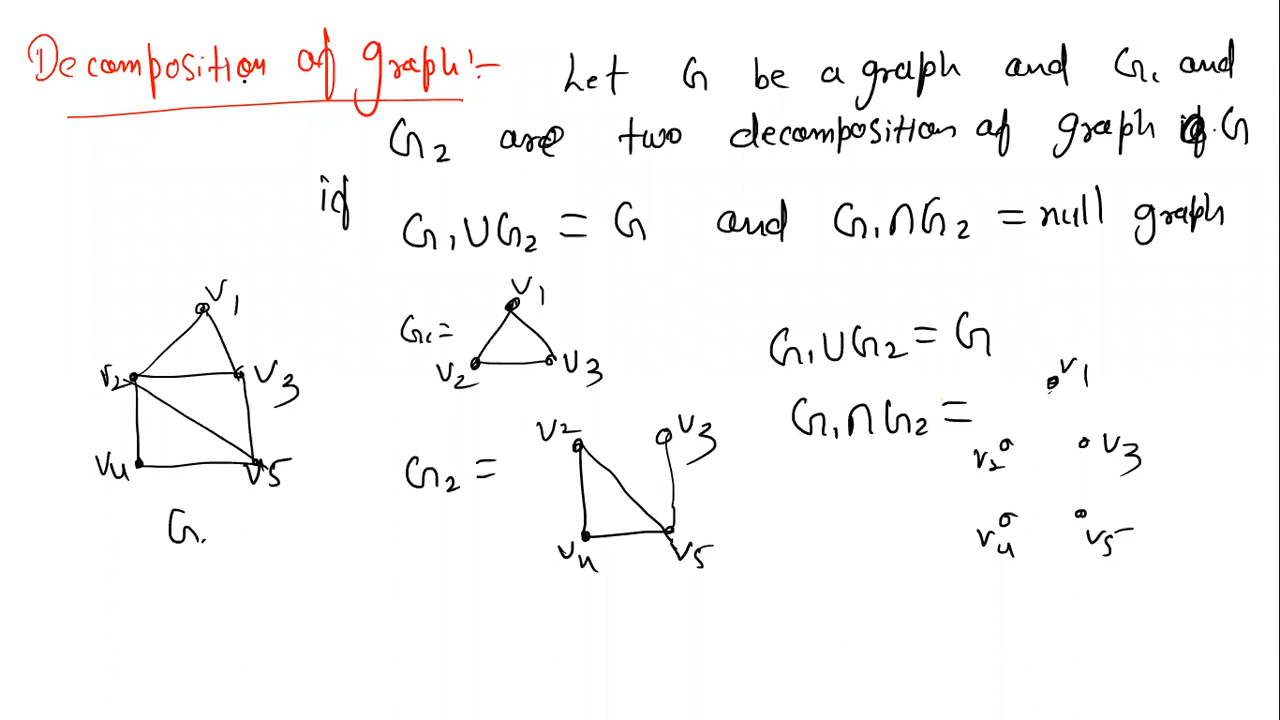 Decomposition of graph:- Let G be a graph and G1 and
G2 are two decomposition of graph G
if
G1 ∪ G2 = G and G1 ∩ G2 = null graph
v1
v2 v3
v4 v5
G.
G1 =
v1
v2 v3
G2 =
v2 v3
v4 v5
G1 ∪ G2 = G
G1 ∩ G2 =
v1
v2 v3
v4 v5